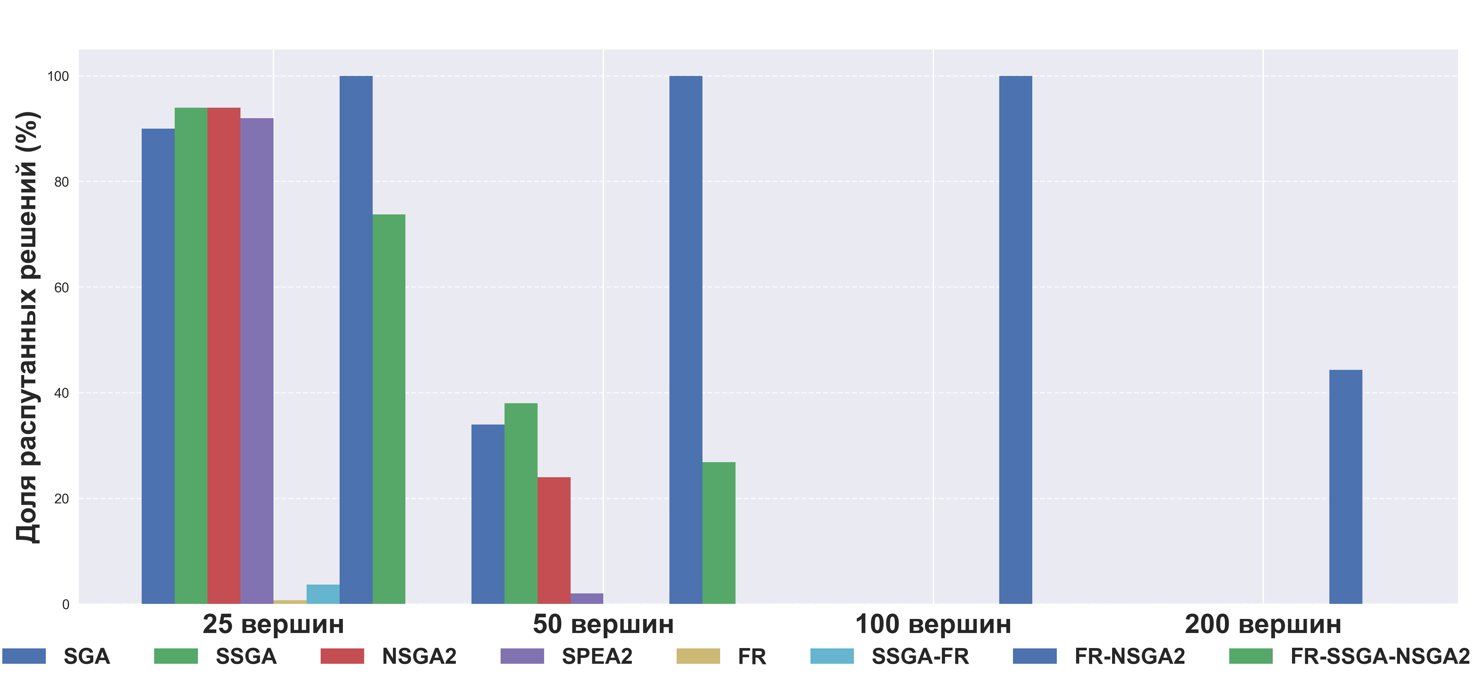 Доля распутанных решений (%)
100
80
60
40
20
0
25 вершин 50 вершин 100 вершин 200 вершин
SGA SSGA NSGA2 SPEA2 FR SSGA-FR FR-NSGA2 FR-SSGA-NSGA2